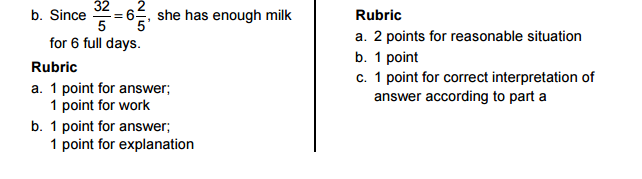 b. Since 32/5 = 6 2/5, she has enough milk
for 6 full days.
Rubric
a. 1 point for answer;
1 point for work
b. 1 point for answer;
1 point for explanation
Rubric
a. 2 points for reasonable situation
b. 1 point
c. 1 point for correct interpretation of
answer according to part a